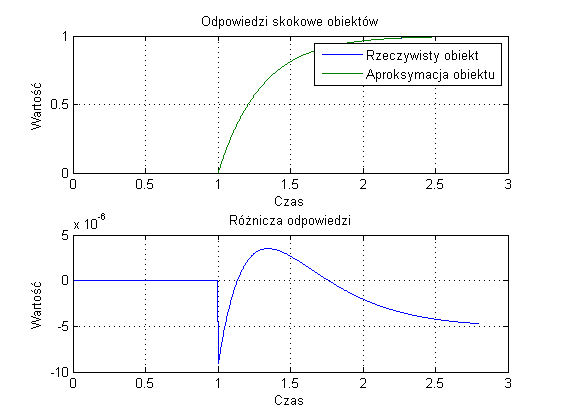 Odpowiedzi skokowe obiektów
1
0.5
0
Wartość
Rzeczywisty obiekt
Aproksymacja obiektu
0 0.5 1 1.5 2 2.5 3
Czas
x 10^-6
Różnicza odpowiedzi
5
0
-5
-10
Wartość
0 0.5 1 1.5 2 2.5 3
Czas